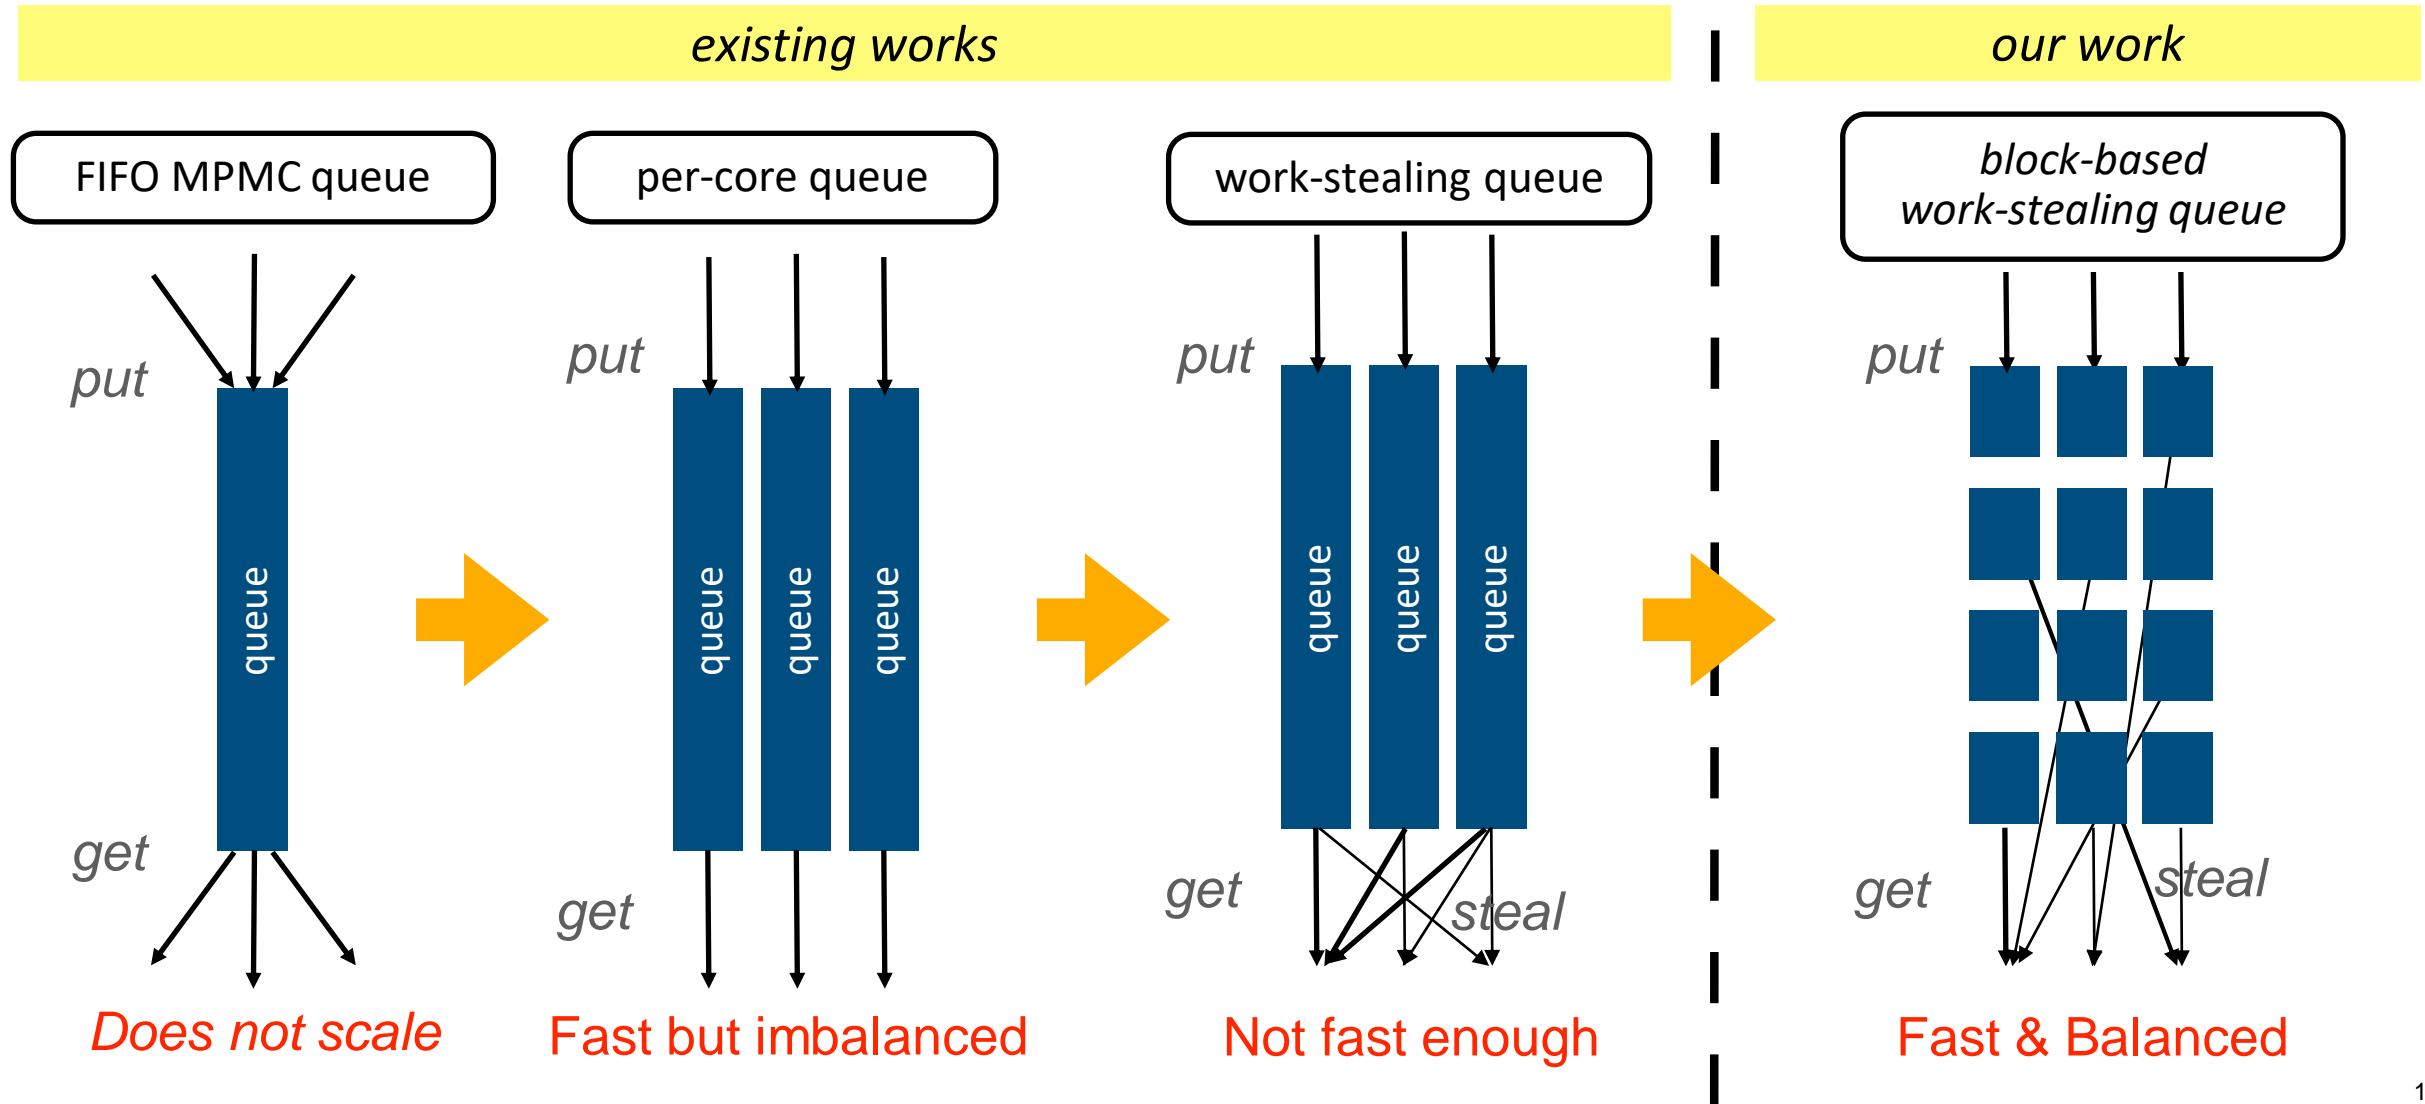 existing works
our work
FIFO MPMC queue
per-core queue
work-stealing queue
block-based
work-stealing queue
put
put
put
put
queue
queue
queue
queue
queue
queue
queue
get
get
get
steal
get
steal
Does not scale
Fast but imbalanced
Not fast enough
Fast & Balanced
1